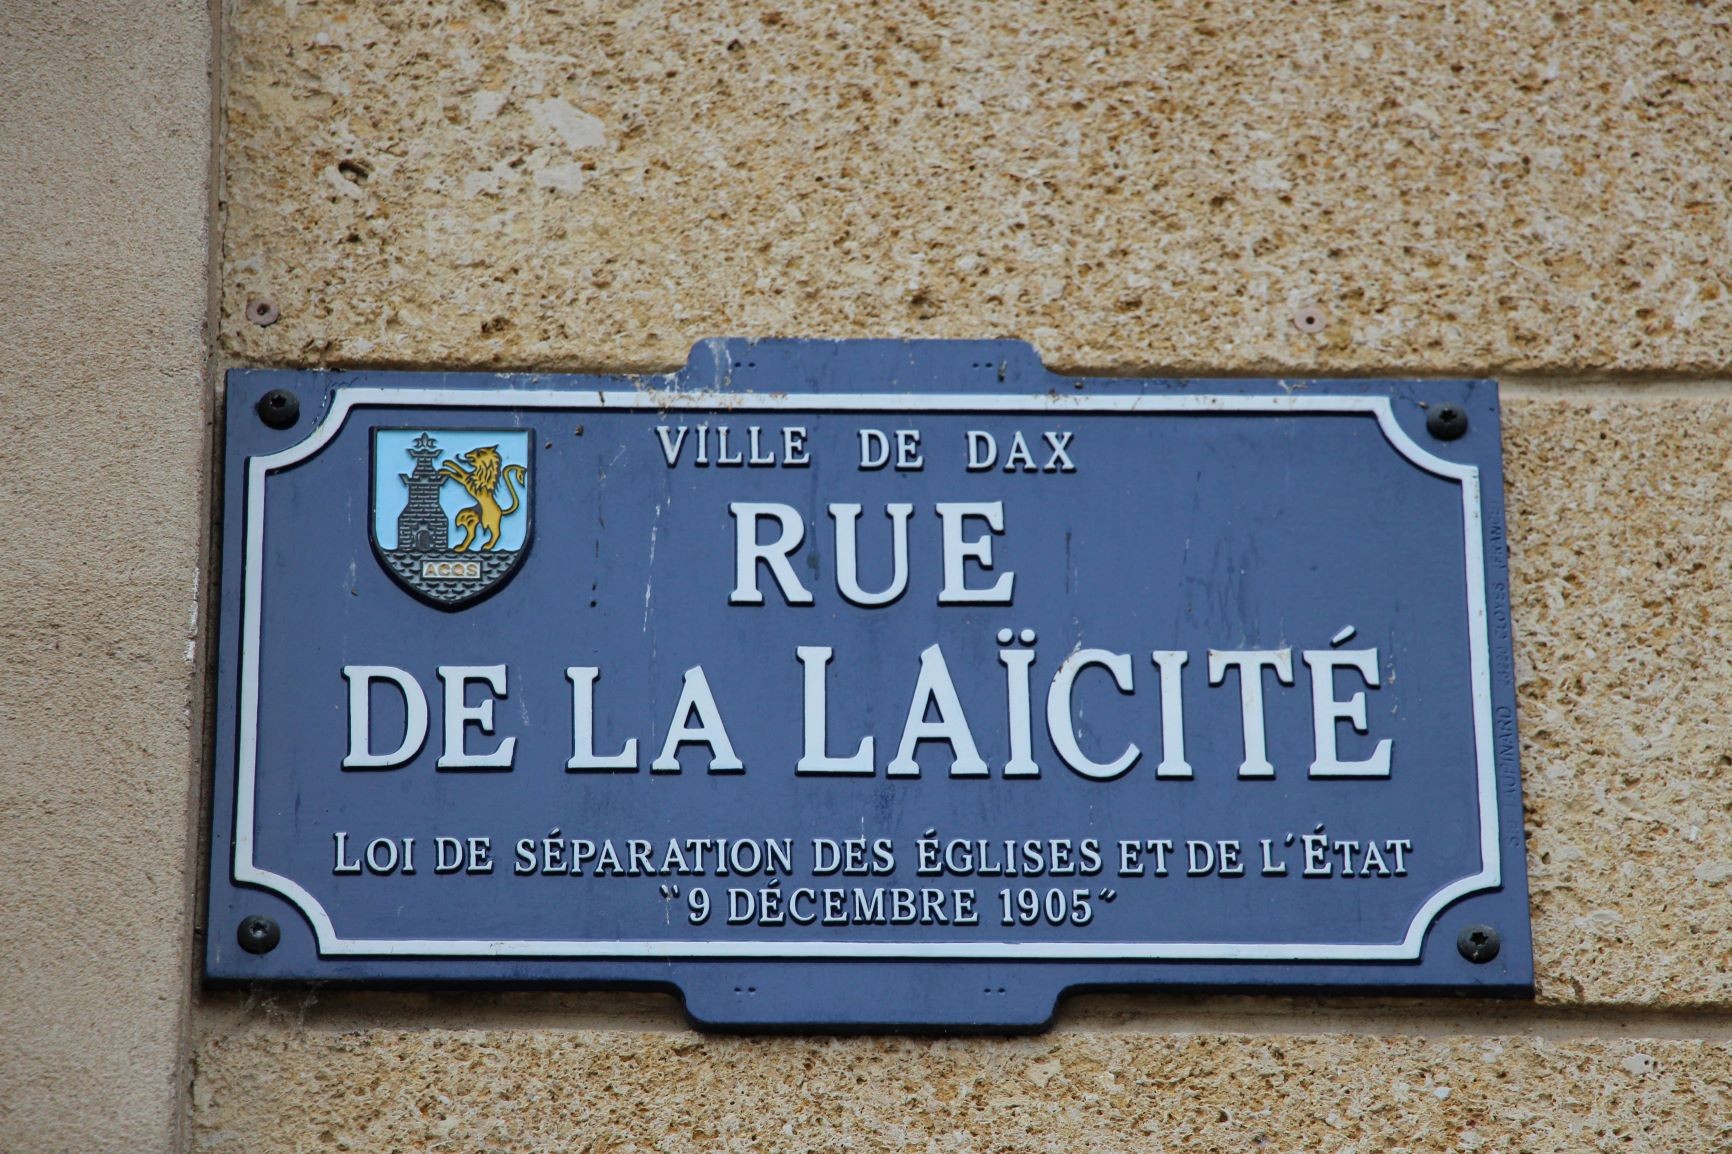 VILLE DE DAX
RUE
DE LA LAÏCITÉ
LOI DE SÉPARATION DES ÉGLISES ET DE L'ÉTAT
"9 DÉCEMBRE 1905"
ACQS